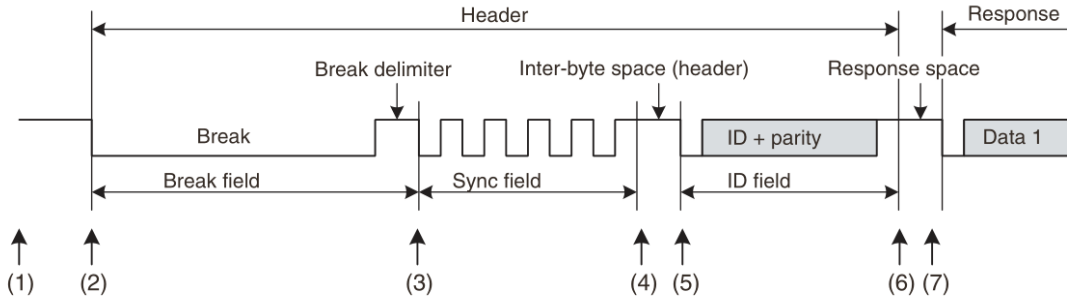 Header
Response
Break delimiter
Inter-byte space (header)
Response space
Break
ID + parity
Data 1
Break field
Sync field
ID field
(1)
(2)
(3)
(4)
(5)
(6)
(7)